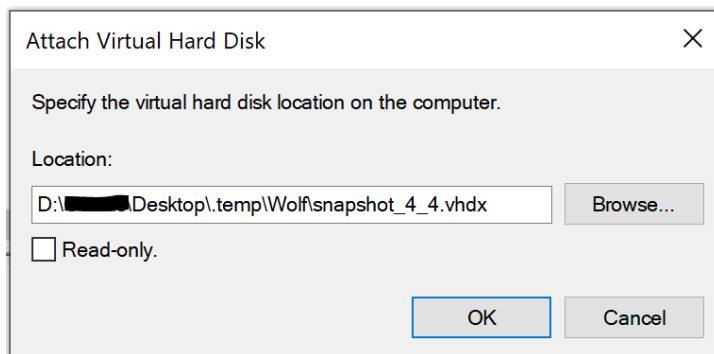 Attach Virtual Hard Disk
Specify the virtual hard disk location on the computer.
Location:
D:\ \Desktop\.temp\Wolf\snapshot_4_4.vhdx Browse...
Read-only.
OK Cancel